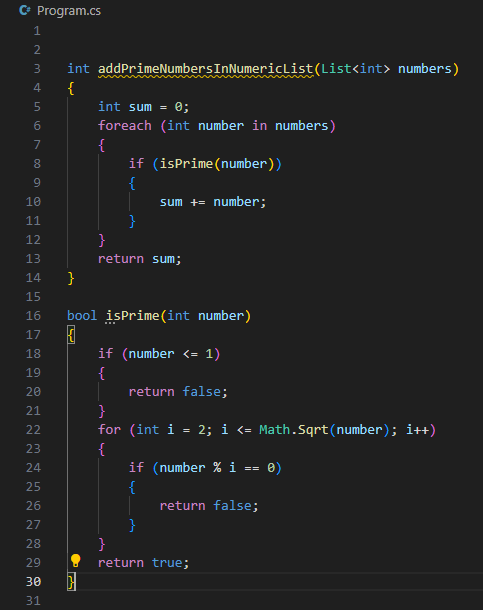 Program.cs
1
2
3 int addPrimeNumbersInNumericList(List<int> numbers)
4 {
5     int sum = 0;
6     foreach (int number in numbers)
7     {
8         if (isPrime(number))
9         {
10             sum += number;
11         }
12     }
13     return sum;
14 }
15
16 bool isPrime(int number)
17 {
18     if (number <= 1)
19     {
20         return false;
21     }
22     for (int i = 2; i <= Math.Sqrt(number); i++)
23     {
24         if (number % i == 0)
25         {
26             return false;
27         }
28     }
29     return true;
30 }
31